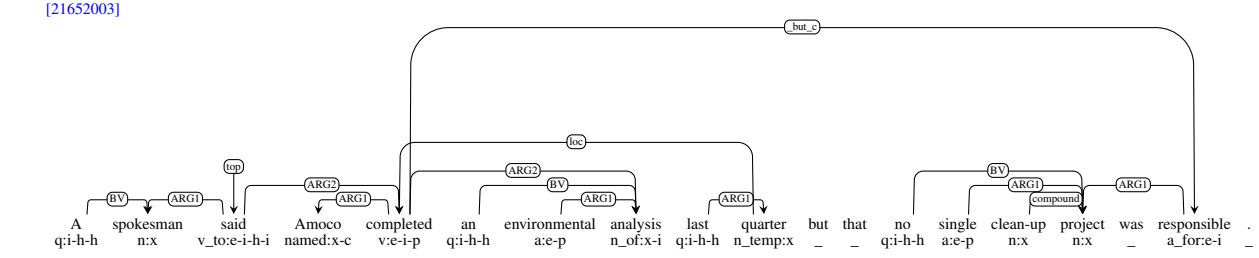 [21652003]
_but_c
loc
top
ARG2
BV
BV ARG1 ARG2 ARG1 ARG1 ARG1 BV ARG1 compound ARG1
A spokesman said Amoco completed an environmental analysis last quarter but that no single clean-up project was responsible .
q:i-h-h n:x v_to:e-i-h-i named:x-c v:e-i-p q:i-h-h a:e-p n_of:x-i q:i-h-h n_temp:x _ _ q:i-h-h a:e-p n:x n:x _ a_for:e-i _